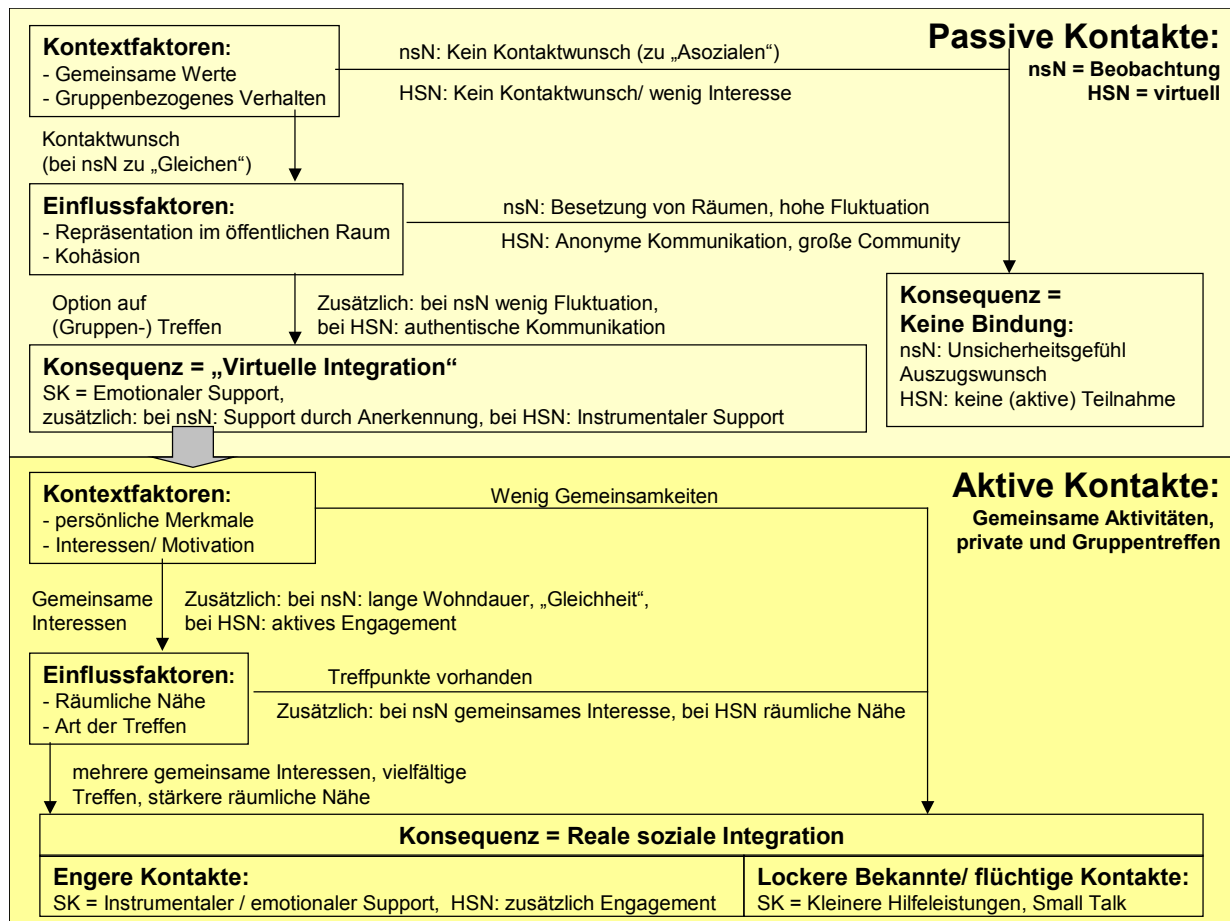 Passive Kontakte:
nsN = Beobachtung
HSN = virtuell
Kontextfaktoren:
- Gemeinsame Werte
- Gruppenbezogenes Verhalten
nsN: Kein Kontaktwunsch (zu „Asozialen“)
HSN: Kein Kontaktwunsch/ wenig Interesse
Kontaktwunsch
(bei nsN zu „Gleichen“)
Einflussfaktoren:
- Repräsentation im öffentlichen Raum
- Kohäsion
nsN: Besetzung von Räumen, hohe Fluktuation
HSN: Anonyme Kommunikation, große Community
Option auf
(Gruppen-) Treffen
Zusätzlich: bei nsN wenig Fluktuation,
bei HSN: authentische Kommunikation
Konsequenz =
Keine Bindung:
nsN: Unsicherheitsgefühl
Auszugswunsch
HSN: keine (aktive) Teilnahme
Konsequenz = „Virtuelle Integration“
SK = Emotionaler Support,
zusätzlich: bei nsN: Support durch Anerkennung, bei HSN: Instrumentaler Support
Aktive Kontakte:
Gemeinsame Aktivitäten,
private und Gruppentreffen
Kontextfaktoren:
- persönliche Merkmale
- Interessen/ Motivation
Wenig Gemeinsamkeiten
Gemeinsame
Interessen
Zusätzlich: bei nsN: lange Wohndauer, „Gleichheit“,
bei HSN: aktives Engagement
Einflussfaktoren:
- Räumliche Nähe
- Art der Treffen
Treffpunkte vorhanden
Zusätzlich: bei nsN gemeinsames Interesse, bei HSN räumliche Nähe
mehrere gemeinsame Interessen, vielfältige
Treffen, stärkere räumliche Nähe
Konsequenz = Reale soziale Integration
Engere Kontakte:
SK = Instrumentaler / emotionaler Support, HSN: zusätzlich Engagement
Lockere Bekannte/ flüchtige Kontakte:
SK = Kleinere Hilfeleistungen, Small Talk